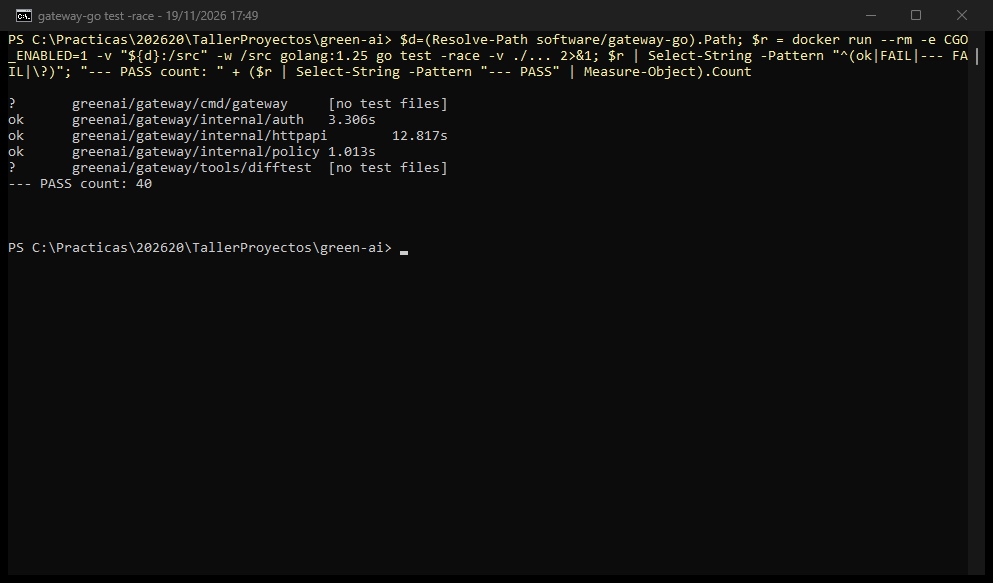 gateway-go test -race - 19/11/2026 17:49
PS C:\Practicas\202620\TallerProyectos\green-ai> $d=(Resolve-Path software/gateway-go).Path; $r = docker run --rm -e CGO
_ENABLED=1 -v "${d}:/src" -w /src golang:1.25 go test -race -v ./... 2>&1; $r | Select-String -Pattern "^(ok|FAIL|--- FA
IL|\?)"; "--- PASS count: " + ($r | Select-String -Pattern "--- PASS" | Measure-Object).Count
?       greenai/gateway/cmd/gateway     [no test files]
ok      greenai/gateway/internal/auth   3.306s
ok      greenai/gateway/internal/httpapi        12.817s
ok      greenai/gateway/internal/policy 1.013s
?       greenai/gateway/tools/difftest  [no test files]
--- PASS count: 40
PS C:\Practicas\202620\TallerProyectos\green-ai>